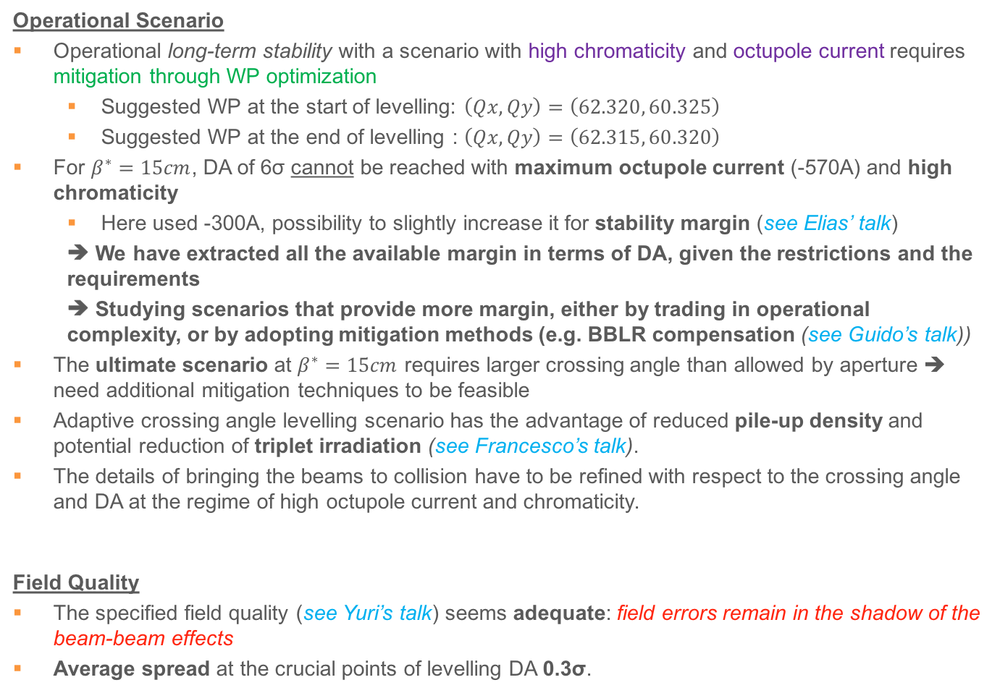 Operational Scenario
▪ Operational long-term stability with a scenario with high chromaticity and octupole current requires
mitigation through WP optimization
▪ Suggested WP at the start of levelling: (Qx, Qy) = (62.320, 60.325)
▪ Suggested WP at the end of levelling : (Qx, Qy) = (62.315, 60.320)
▪ For β* = 15cm, DA of 6σ cannot be reached with maximum octupole current (-570A) and high
chromaticity
▪ Here used -300A, possibility to slightly increase it for stability margin (see Elias’ talk)
➔ We have extracted all the available margin in terms of DA, given the restrictions and the
requirements
➔ Studying scenarios that provide more margin, either by trading in operational
complexity, or by adopting mitigation methods (e.g. BBLR compensation (see Guido’s talk))
▪ The ultimate scenario at β* = 15cm requires larger crossing angle than allowed by aperture ➔
need additional mitigation techniques to be feasible
▪ Adaptive crossing angle levelling scenario has the advantage of reduced pile-up density and
potential reduction of triplet irradiation (see Francesco’s talk).
▪ The details of bringing the beams to collision have to be refined with respect to the crossing angle
and DA at the regime of high octupole current and chromaticity.
Field Quality
▪ The specified field quality (see Yuri’s talk) seems adequate: field errors remain in the shadow of the
beam-beam effects
▪ Average spread at the crucial points of levelling DA 0.3σ.